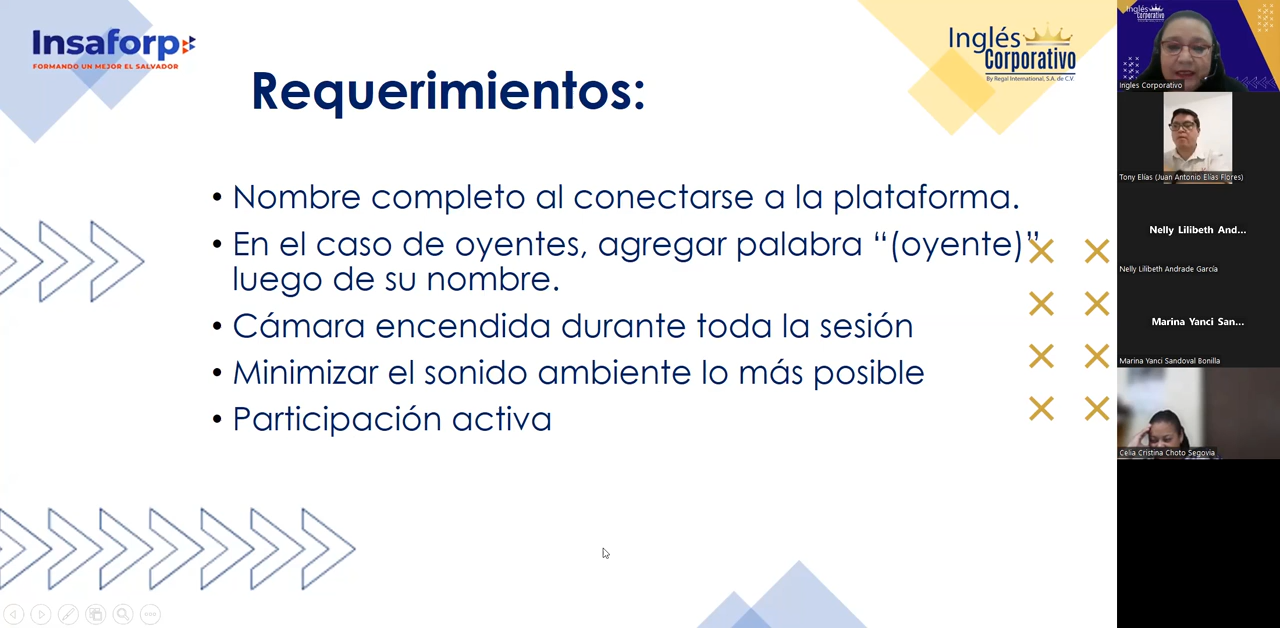 Insaforp
FORMANDO UN MEJOR EL SALVADOR
Inglés
Corporativo
By Regal International, S.A. de C.V.
Requerimientos:
• Nombre completo al conectarse a la plataforma.
• En el caso de oyentes, agregar palabra “(oyente)”
luego de su nombre.
• Cámara encendida durante toda la sesión
• Minimizar el sonido ambiente lo más posible
• Participación activa
Inglés
Corporativo
Ingles Corporativo
Tony Elías (Juan Antonio Elías Flores)
Nelly Lilibeth And...
Nelly Lilibeth Andrade García
Marina Yanci San...
Marina Yanci Sandoval Bonilla
Celia Cristina Choto Segovia